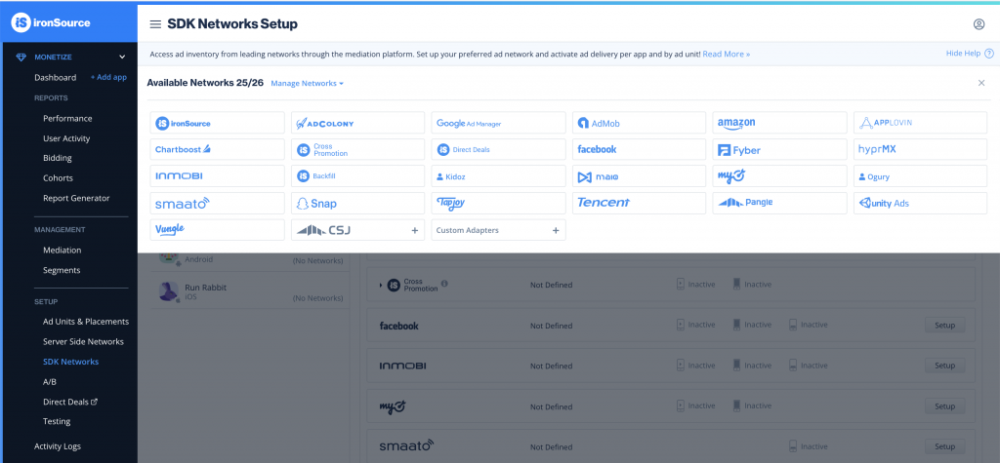 iS ironSource
SDK Networks Setup
Access ad inventory from leading networks through the mediation platform. Set up your preferred ad network and activate ad delivery per app and by ad unit! Read More »
Hide Help ?
MONETIZE
Dashboard + Add app
REPORTS
Performance
User Activity
Bidding
Cohorts
Report Generator
MANAGEMENT
Mediation
Segments
SETUP
Ad Units & Placements
Server Side Networks
SDK Networks
A/B
Direct Deals
Testing
Activity Logs
Available Networks 25/26 Manage Networks
iS ironSource
ADCOLONY
Google Ad Manager
AdMob
amazon
APPLOVIN
Chartboost
iS Cross
Promotion
iS Direct Deals
facebook
Fyber
hyprMX
INMOBI
iS Backfill
Kidoz
maio
my
Ogury
smaato
Snap
Tapjoy
Tencent
Pangle
unity Ads
Vungle
CSJ +
Custom Adapters +
Android (No Networks)
Run Rabbit
iOS (No Networks)
iS Cross
Promotion Not Defined Inactive Inactive
facebook Not Defined Inactive Inactive Inactive Setup
INMOBI Not Defined Inactive Inactive Inactive Setup
my Not Defined Inactive Inactive Setup
smaato Not Defined Inactive Setup